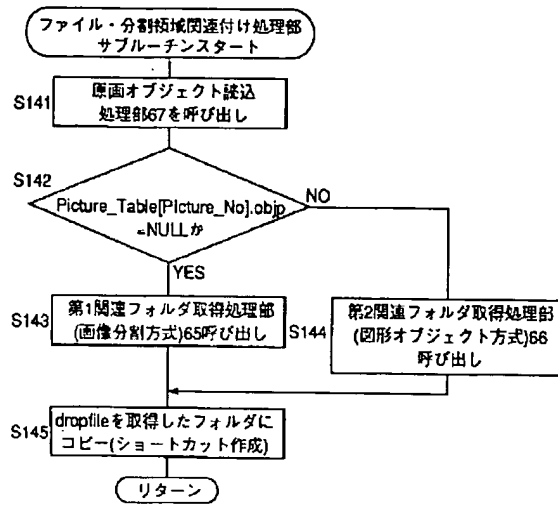 ファイル・分割領域関連付け処理部
サブルーチンスタート
S141
原画オブジェクト読込
処理部67を呼び出し
S142
Picture_Table[Picture_No].objp
=NULLか
NO
YES
S143
第1関連フォルダ取得処理部
(画像分割方式)65呼び出し
S144
第2関連フォルダ取得処理部
(図形オブジェクト方式)66
呼び出し
S145
dropfileを取得したフォルダに
コピー(ショートカット作成)
リターン